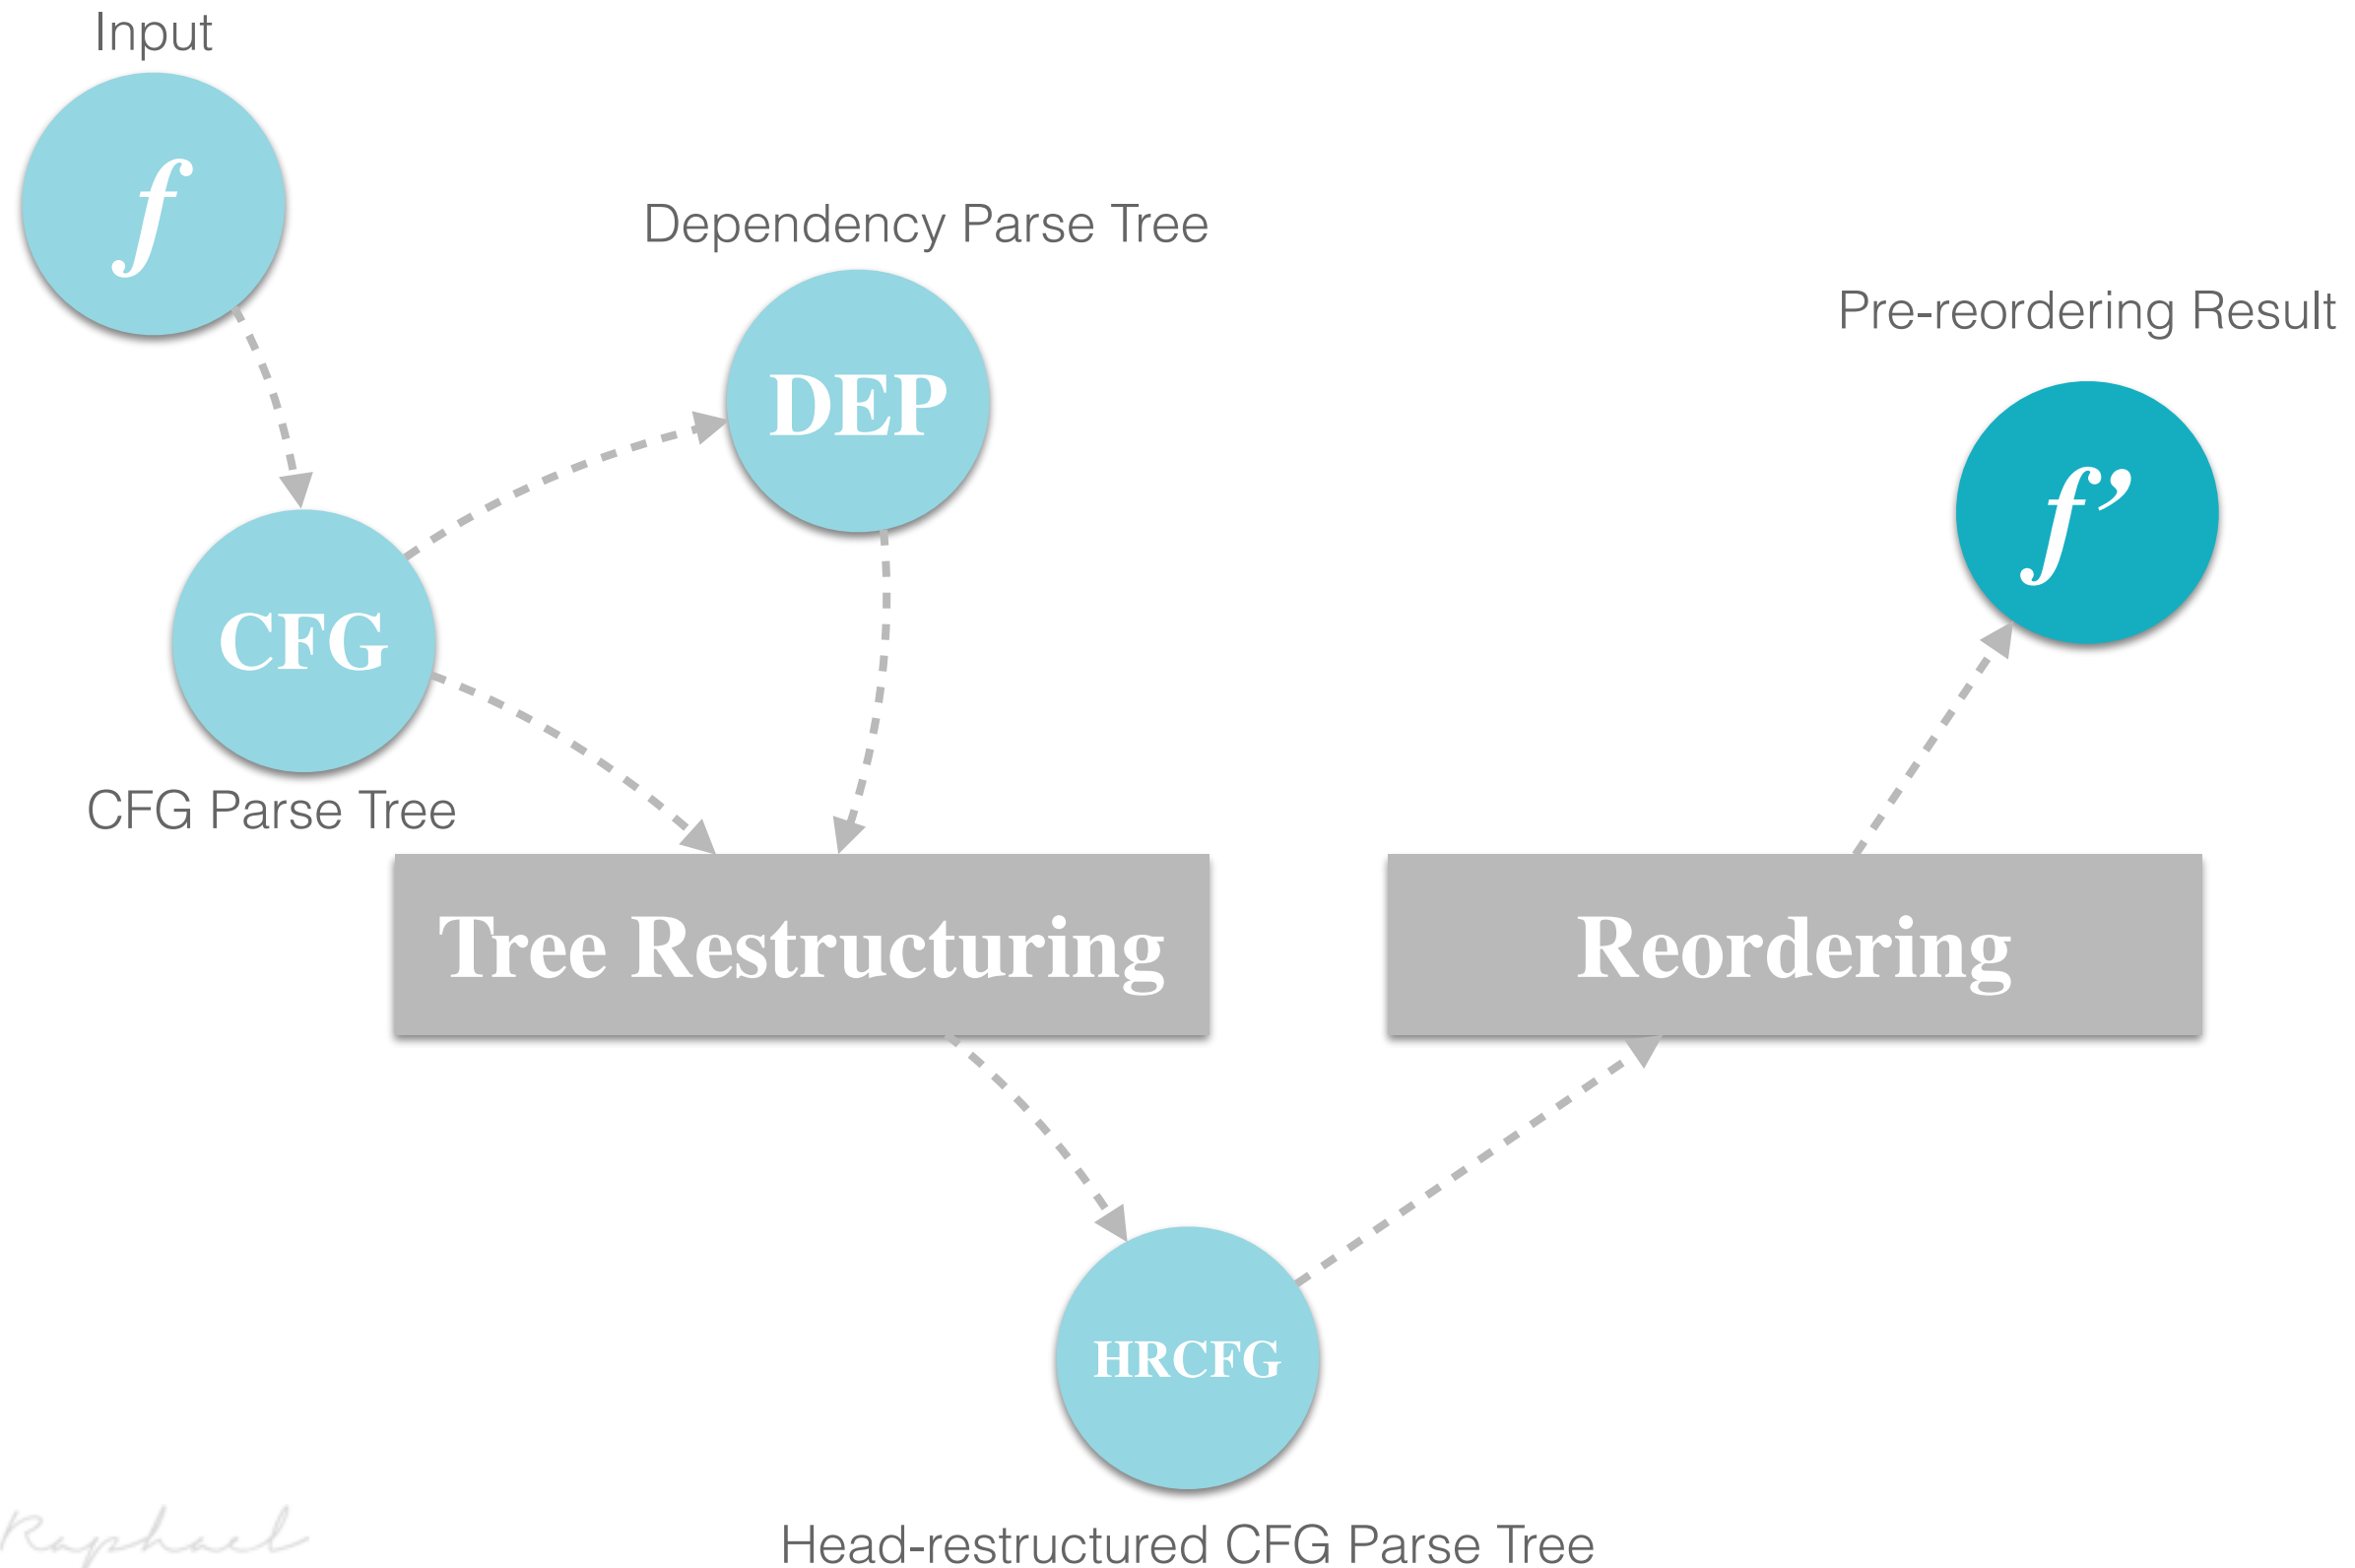 Input
f
Dependency Parse Tree
DEP
Pre-reordering Result
f’
CFG
CFG Parse Tree
Tree Restructuring
Reordering
HRCFG
Head-restructured CFG Parse Tree
Raphael